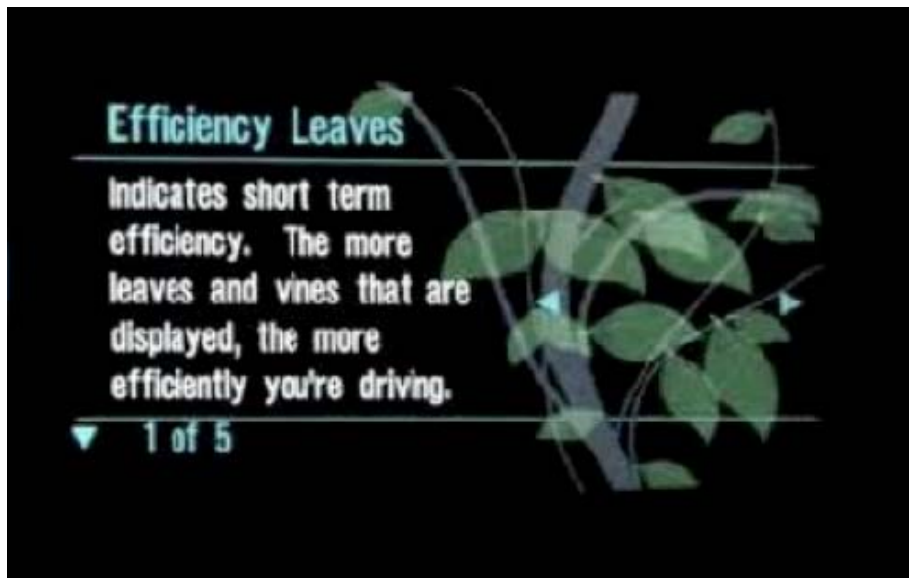 Efficiency Leaves
Indicates short term
efficiency. The more
leaves and vines that are
displayed, the more
efficiently you're driving.
1 of 5